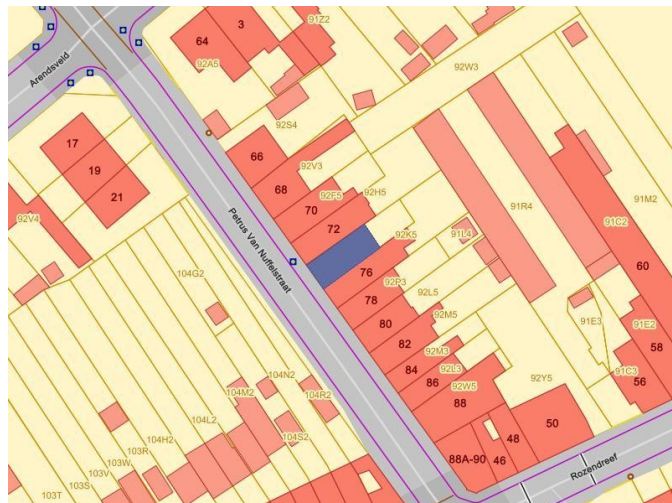 91Z2
3
64
92A5
Arendsveld
92W3
92S4
17
66
92V3
19
68
92F5
92H5
21
70
91M2
91R4
92V4
72
91C2
91L4
92K5
Petrus Van Nuffelstraat
60
104G2
76
92P3
92L5
78
91E3
80
92M5
91E2
82
58
92M3
84
92L3
91C3
104N2
86
92W5
56
92Y5
104M2
104R2
88
104L2
50
104S2
48
104H2
103R
88A-90
46
103W
Rozendreef
103V
103S
103T